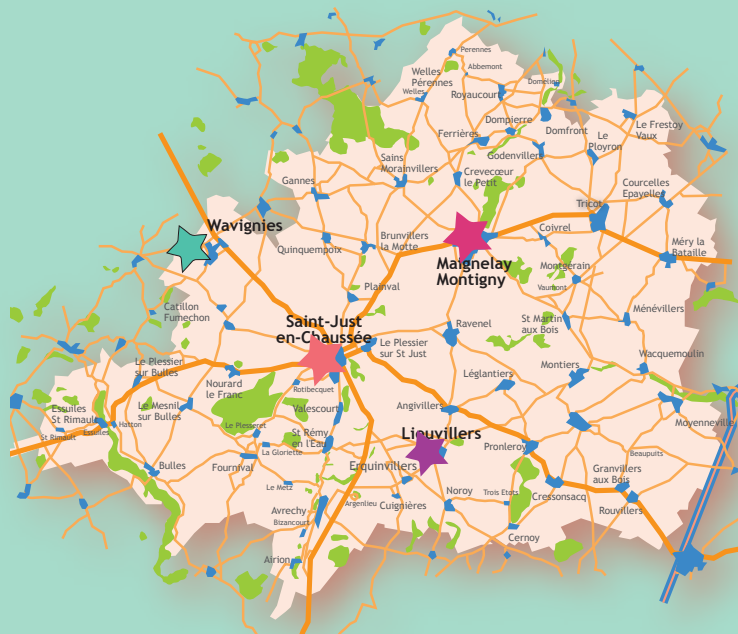 Perennes
Abbemont
Welles
Pérennes
Welles
Royaucourt
Domelien
Dompierre
Ferrières
Domfront
Le Frestoy
Vaux
Le
Ployron
Godenvillers
Sains
Morainvillers
Crevecœur
le Petit
Gannes
Courcelles
Epayelles
Tricot
Wavignies
Coivrel
Brunvillers
la Motte
Quinquempoix
Méry la
Bataille
Maignelay
Montigny
Montgerain
Vaumont
Plainval
Catillon
Fumechon
Ménévillers
Saint-Just
en-Chaussée
St Martin
aux Bois
Ravenel
Le Plessier
sur St Just
Wacquemoulin
Le Plessier
sur Bulles
Montiers
Léglantiers
Nourard
le Franc
Rotibecquet
Essuiles
St Rimault
Le Mesnil
sur Bulles
Valescourt
Angivillers
Moyenneville
Hatton
Essuiles
St Rimault
Le Plesseret
St Rémy
en l'Eau
Lieuvillers
La Gloriette
Pronleroy
Beaupuits
Bulles
Fournival
Erquinvillers
Granvillers
aux Bois
Le Metz
Noroy
Trois Etots
Cressonsacq
Argenlieu
Cuignières
Rouvillers
Avrechy
Bizancourt
Cernoy
Airion